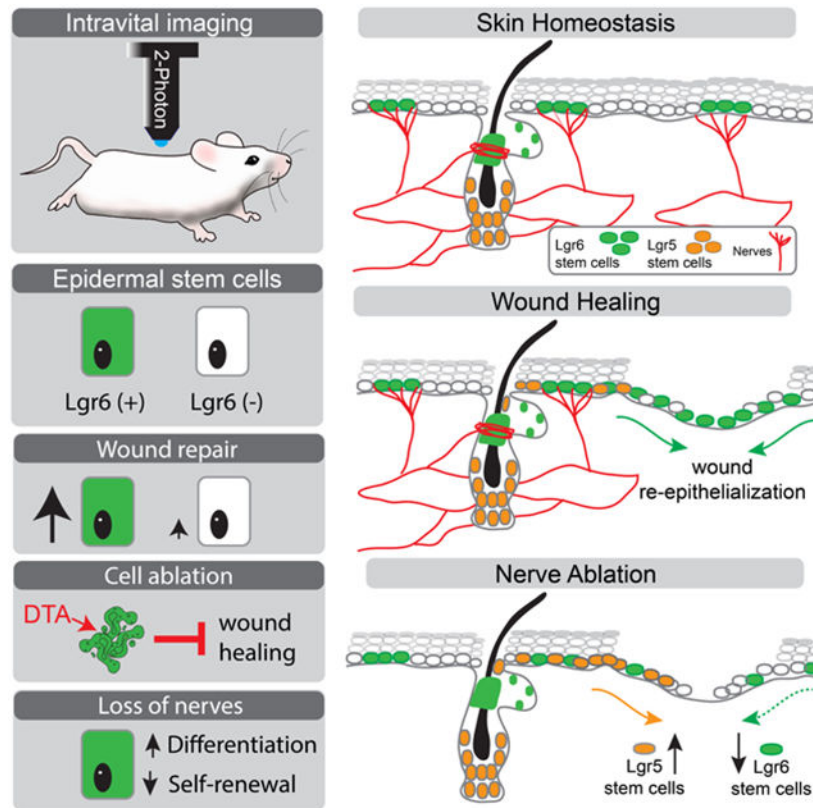 Intravital imaging
2-Photon
Epidermal stem cells
Lgr6 (+)
Lgr6 (-)
Wound repair
Cell ablation
DTA
wound
healing
Loss of nerves
Differentiation
Self-renewal
Skin Homeostasis
Lgr6
stem cells
Lgr5
stem cells
Nerves
Wound Healing
wound
re-epithelialization
Nerve Ablation
Lgr5
stem cells
Lgr6
stem cells